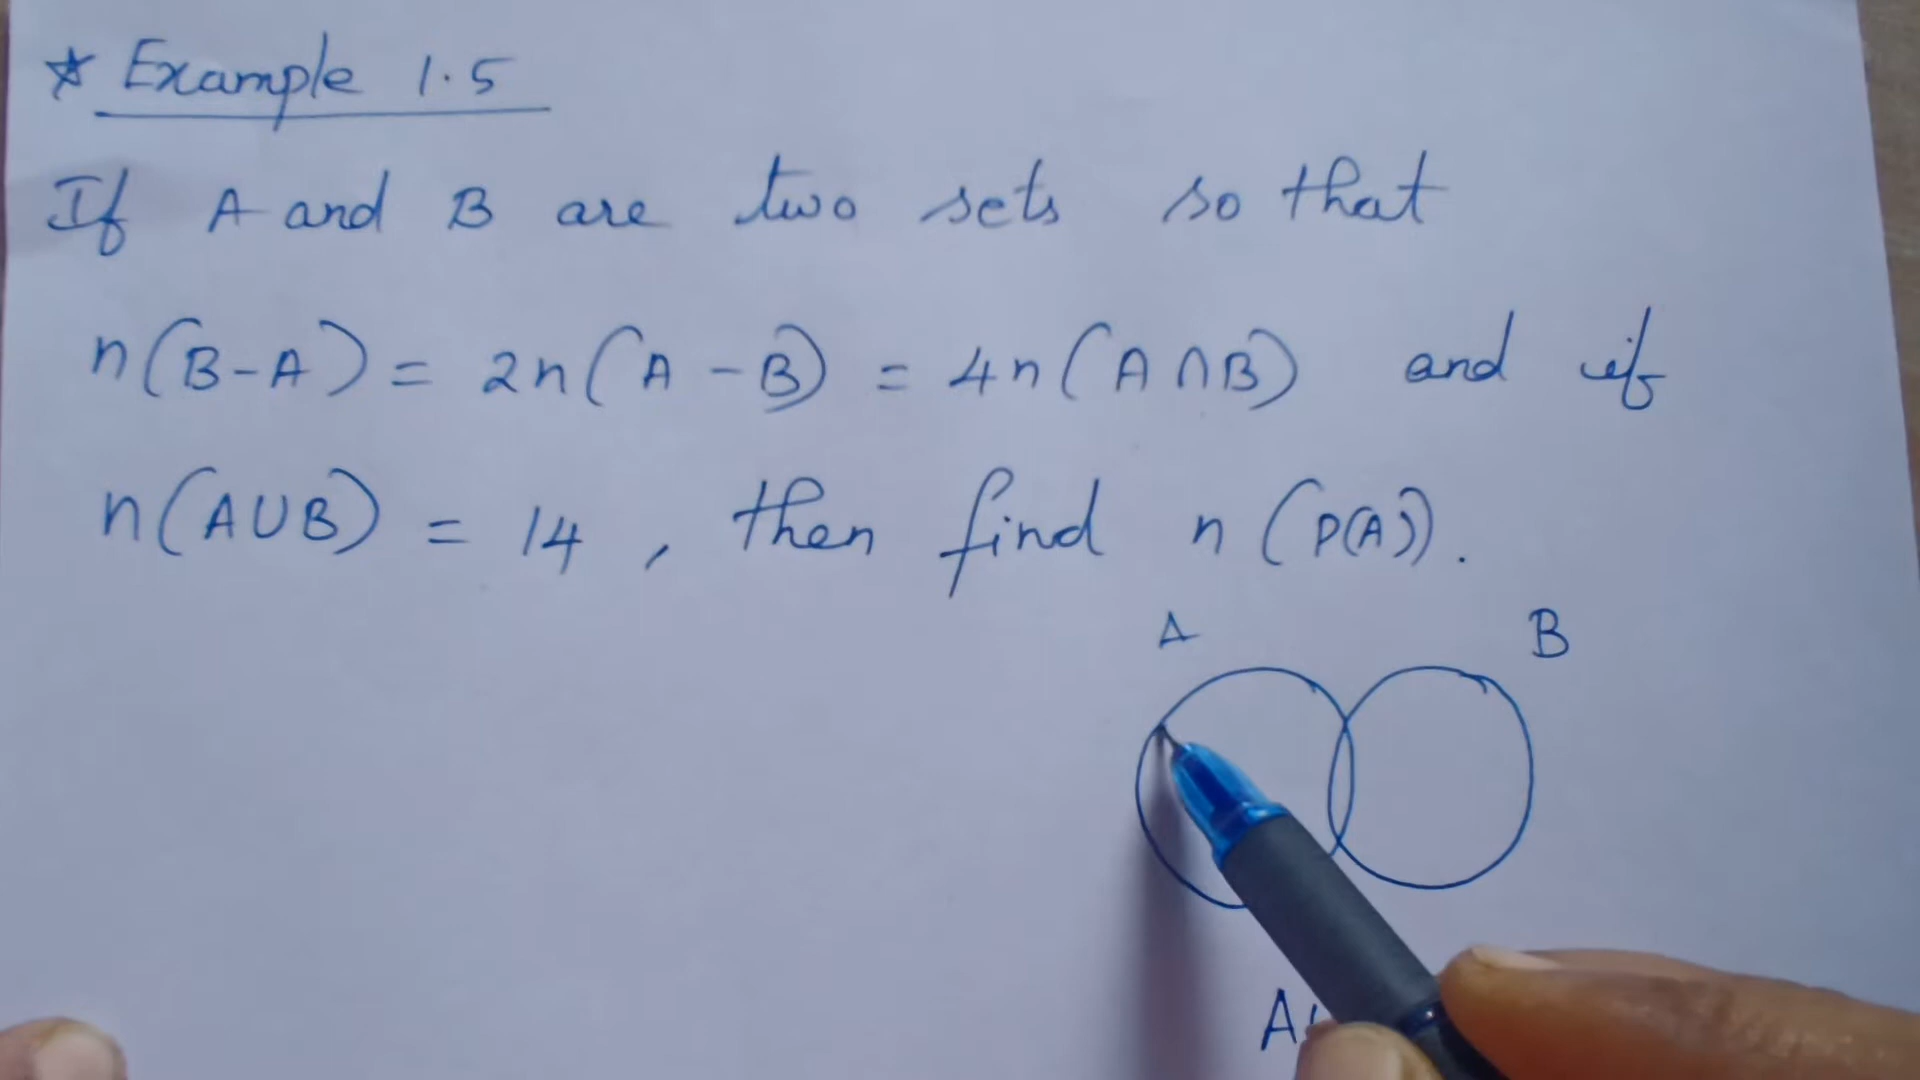 * Example 1.5
If A and B are two sets so that
n(B-A) = 2n(A-B) = 4n(A∩B) and if
n(A∪B) = 14, then find n(P(A)).
A B
A